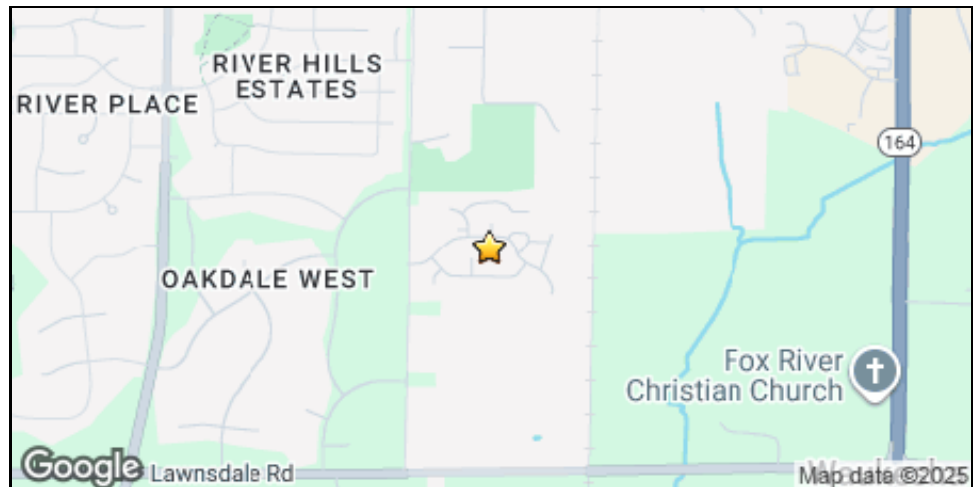 RIVER HILLS
ESTATES
RIVER PLACE
164
OAKDALE WEST
Fox River
Christian Church
Google
Lawnsdale Rd
Map data ©2025